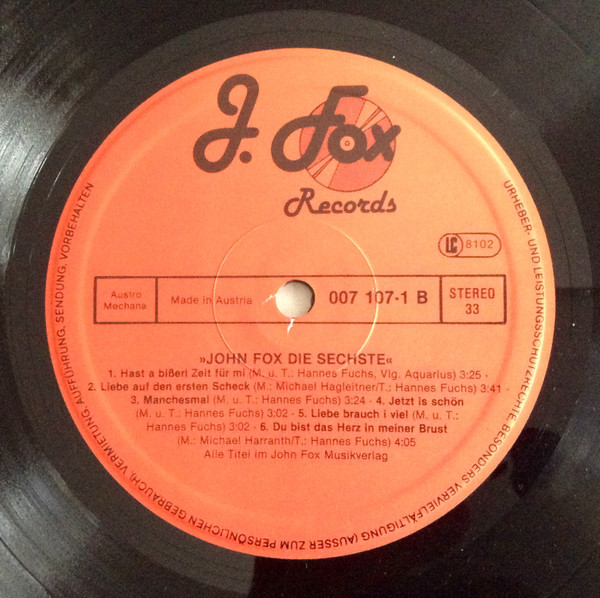 J. Fox
Records
LC 8102
Austro
Mechana
Made in Austria
007 107-1 B
STEREO
33
»JOHN FOX DIE SECHSTE«
1. Hast a bißerl Zeit für mi (M. u. T.: Hannes Fuchs, Vlg. Aquarius) 3:25 -
2. Liebe auf den ersten Scheck (M.: Michael Hagleitner/T.: Hannes Fuchs) 3:41 -
3. Manchesmal (M. u. T.: Hannes Fuchs) 3:24 - 4. Jetzt is schön
(M. u. T.: Hannes Fuchs) 3:02 - 5. Liebe brauch i viel (M. u. T.:
Hannes Fuchs) 3:02 - 6. Du bist das Herz in meiner Brust
(M.: Michael Harranth/T.: Hannes Fuchs) 4:05
Alle Titel im John Fox Musikverlag
URHEBER- UND LEISTUNGSSCHUTZRECHTE, BESONDERS VERVIELFÄLTIGUNG (AUSSER ZUM PERSÖNLICHEN GEBRAUCH) VERMIETUNG, AUFFÜHRUNG, SENDUNG, VORBEHALTEN